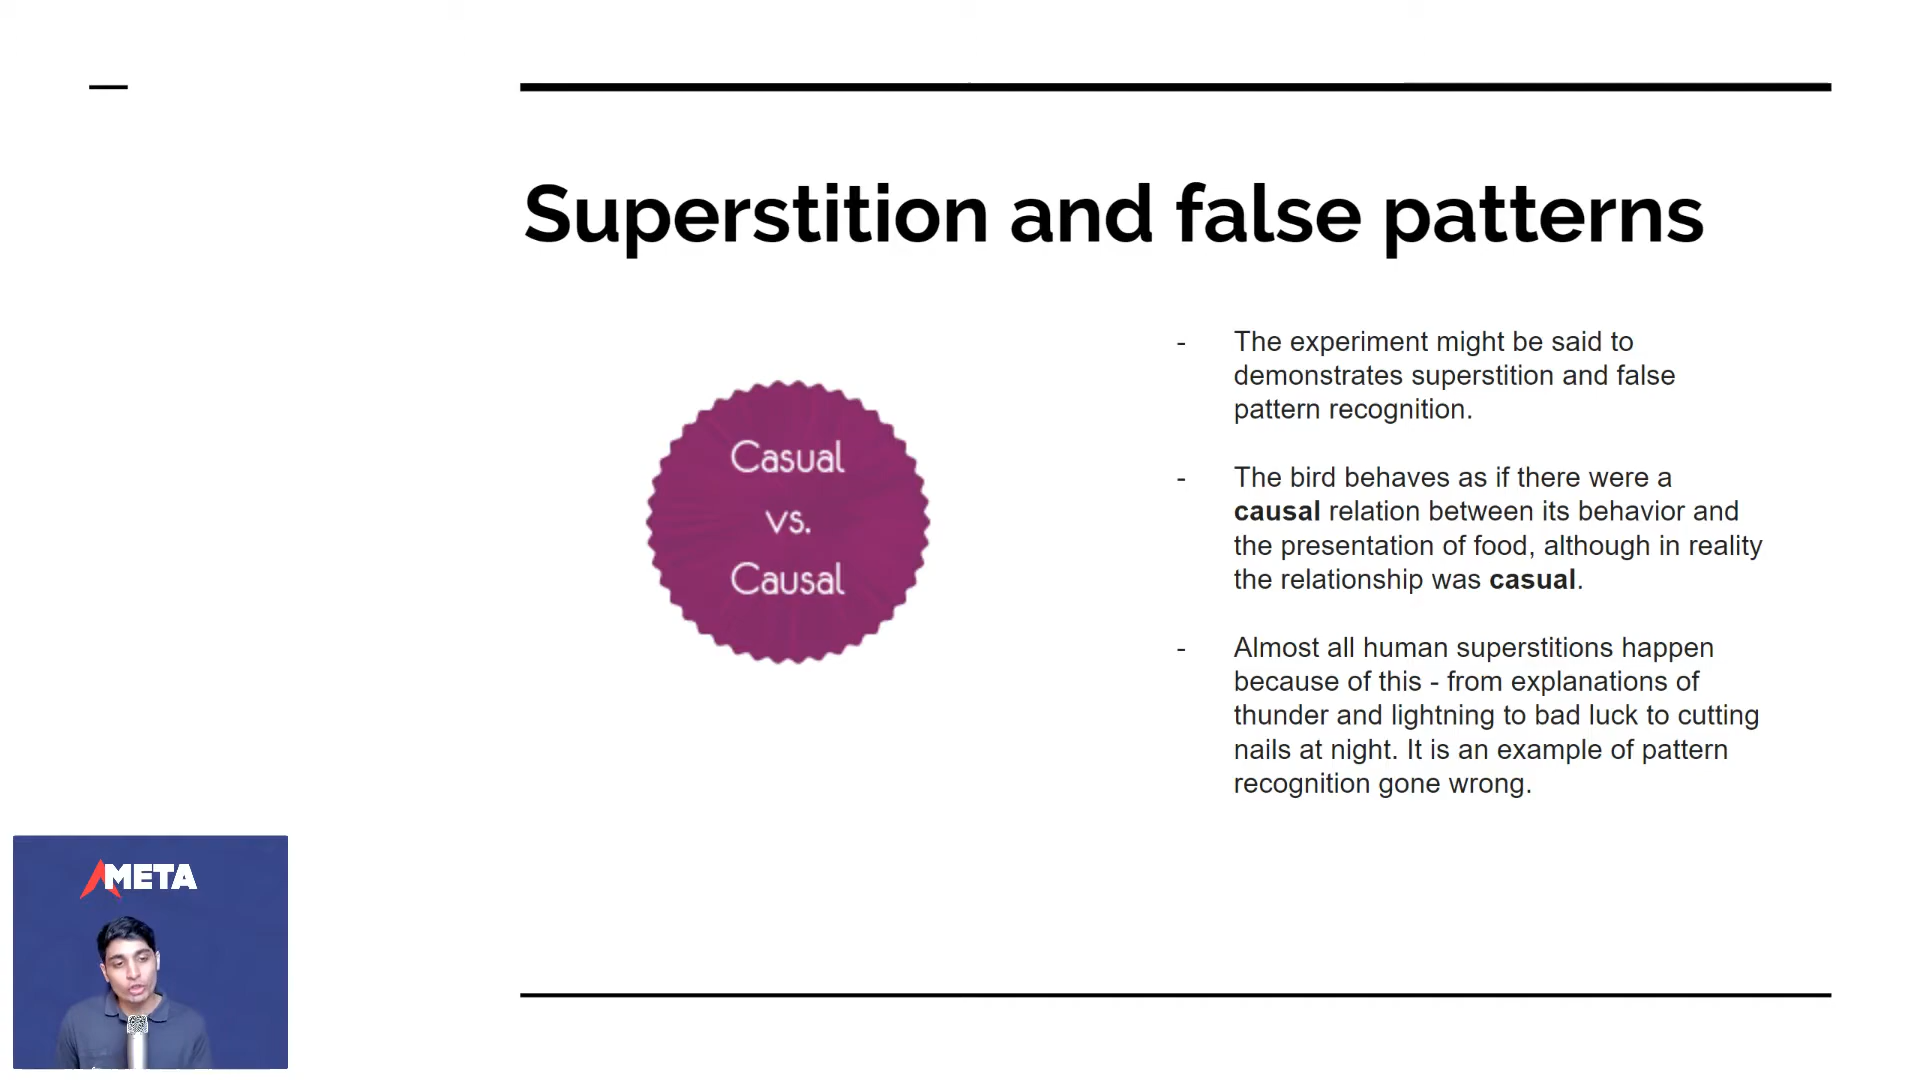 Superstition and false patterns
Casual
vs.
Causal
- The experiment might be said to
demonstrates superstition and false
pattern recognition.
- The bird behaves as if there were a
causal relation between its behavior and
the presentation of food, although in reality
the relationship was casual.
- Almost all human superstitions happen
because of this - from explanations of
thunder and lightning to bad luck to cutting
nails at night. It is an example of pattern
recognition gone wrong.
META